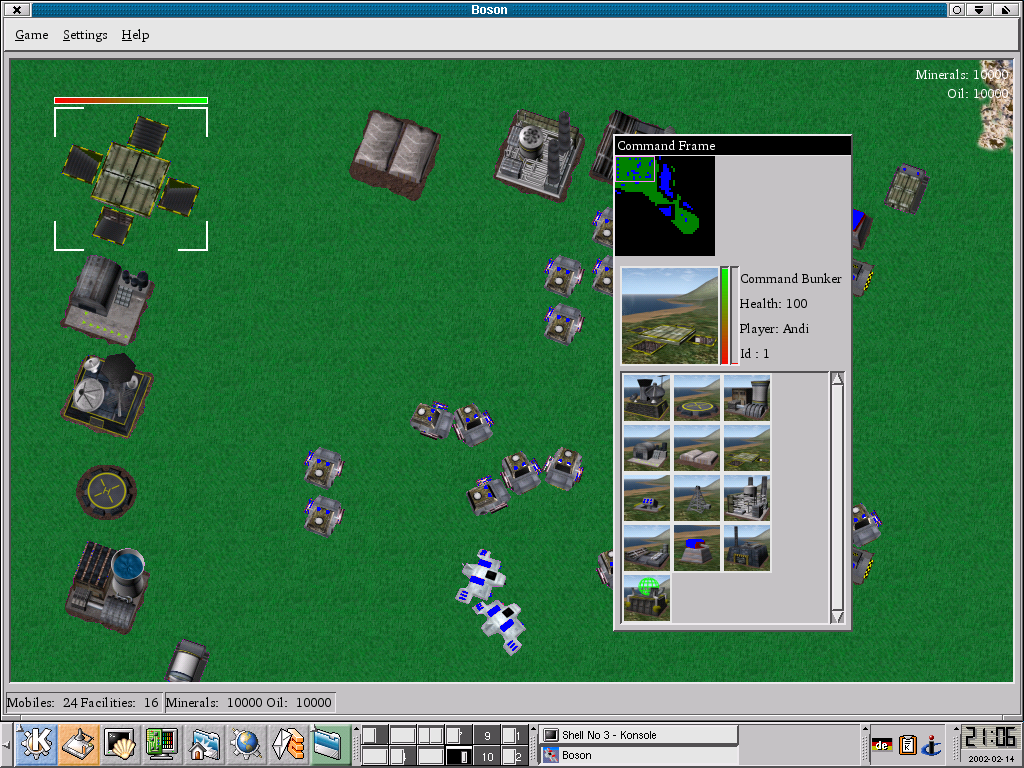 Boson
Game Settings Help
Minerals: 10000
Oil: 10000
Command Frame
Command Bunker
Health: 100
Player: Andi
Id : 1
Mobiles: 24 Facilities: 16 Minerals: 10000 Oil: 10000
9 1
10 2
Shell No 3 - Konsole
Boson
de
21:06
2002-02-14